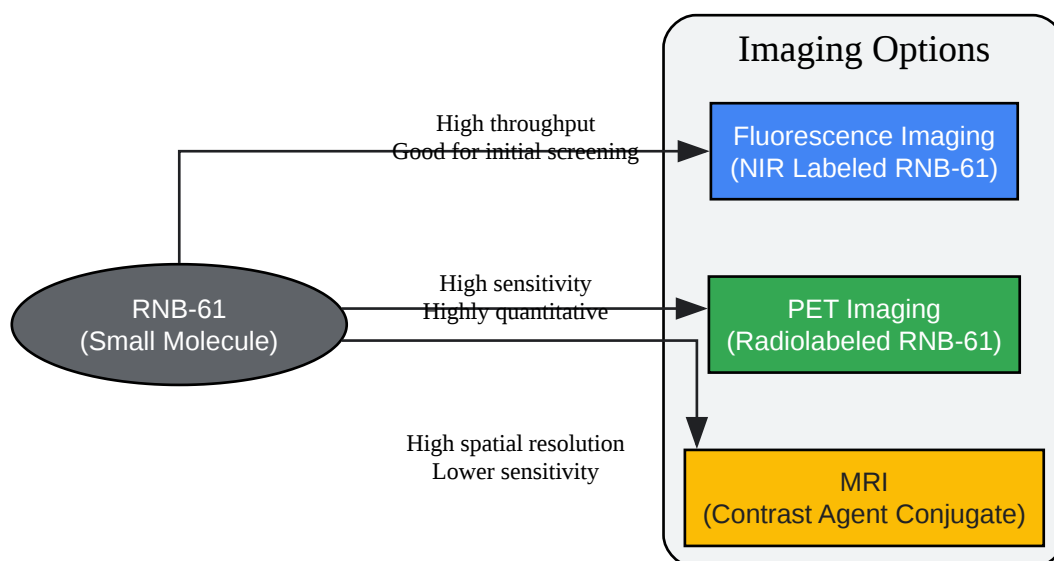 Imaging Options
High throughput
Good for initial screening
Fluorescence Imaging
(NIR Labeled RNB-61)
RNB-61
(Small Molecule)
High sensitivity
Highly quantitative
PET Imaging
(Radiolabeled RNB-61)
High spatial resolution
Lower sensitivity
MRI
(Contrast Agent Conjugate)